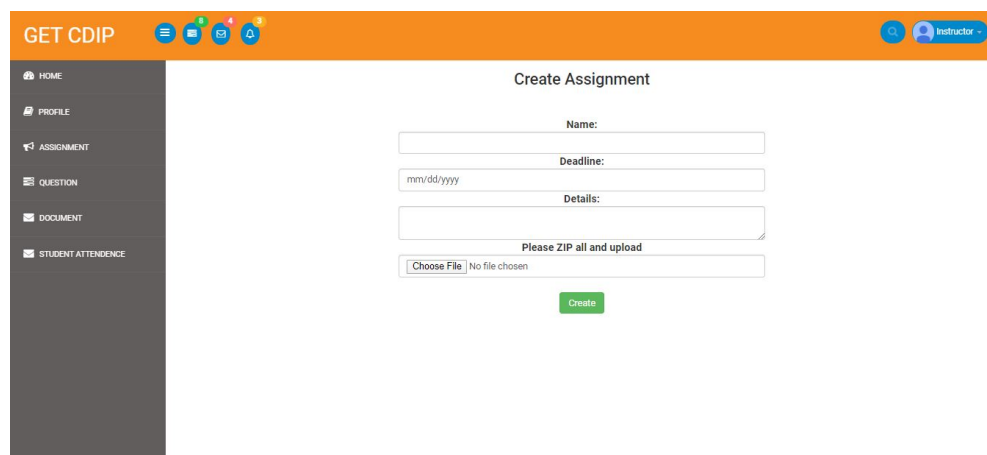 GET CDIP
8
4
3
Instructor
HOME
PROFILE
ASSIGNMENT
QUESTION
DOCUMENT
STUDENT ATTENDENCE
Create Assignment
Name:
Deadline:
mm/dd/yyyy
Details:
Please ZIP all and upload
Choose File No file chosen
Create